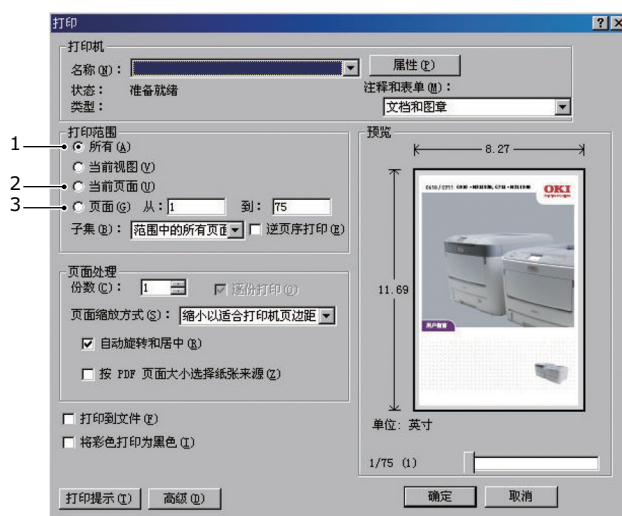 打印
打印机
名称(N):
属性(P)
状态: 准备就绪
注释和表单(M):
类型:
文档和图章
打印范围
1 所有(A)
当前视图(V)
2 当前页面(U)
3 页面(G) 从: 1 到: 75
子集(B): 范围中的所有页面 逆页序打印(E)
页面处理
份数(C): 1 逐份打印(O)
页面缩放方式(S): 缩小以适合打印机页边距
自动旋转和居中(R)
按 PDF 页面大小选择纸张来源(Z)
打印到文件(F)
将彩色打印为黑色(I)
预览
8.27
11.69
OKI
用户指南
单位: 英寸
1/75 (1)
打印提示(T)
高级(D)
确定
取消